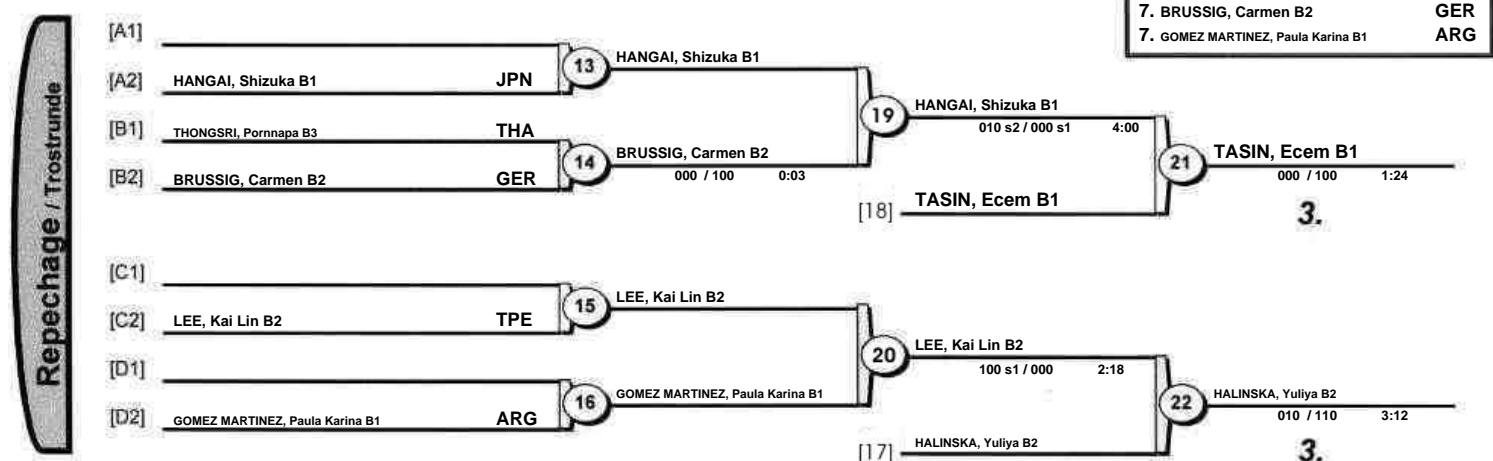 7. BRUSSIG, Carmen B2 GER
7. GOMEZ MARTINEZ, Paula Karina B1 ARG
Repechage / Trostrunde
[A1]
[A2] HANGAI, Shizuka B1 JPN
13 HANGAI, Shizuka B1
[B1] THONGSRI, Pornnapa B3 THA
[B2] BRUSSIG, Carmen B2 GER
14 BRUSSIG, Carmen B2
000 / 100 0:03
19 HANGAI, Shizuka B1
010 s2 / 000 s1 4:00
[18] TASIN, Ecem B1
21 TASIN, Ecem B1
000 / 100 1:24
3.
[C1]
[C2] LEE, Kai Lin B2 TPE
15 LEE, Kai Lin B2
[D1]
[D2] GOMEZ MARTINEZ, Paula Karina B1 ARG
16 GOMEZ MARTINEZ, Paula Karina B1
20 LEE, Kai Lin B2
100 s1 / 000 2:18
[17] HALINSKA, Yuliya B2
22 HALINSKA, Yuliya B2
010 / 110 3:12
3.